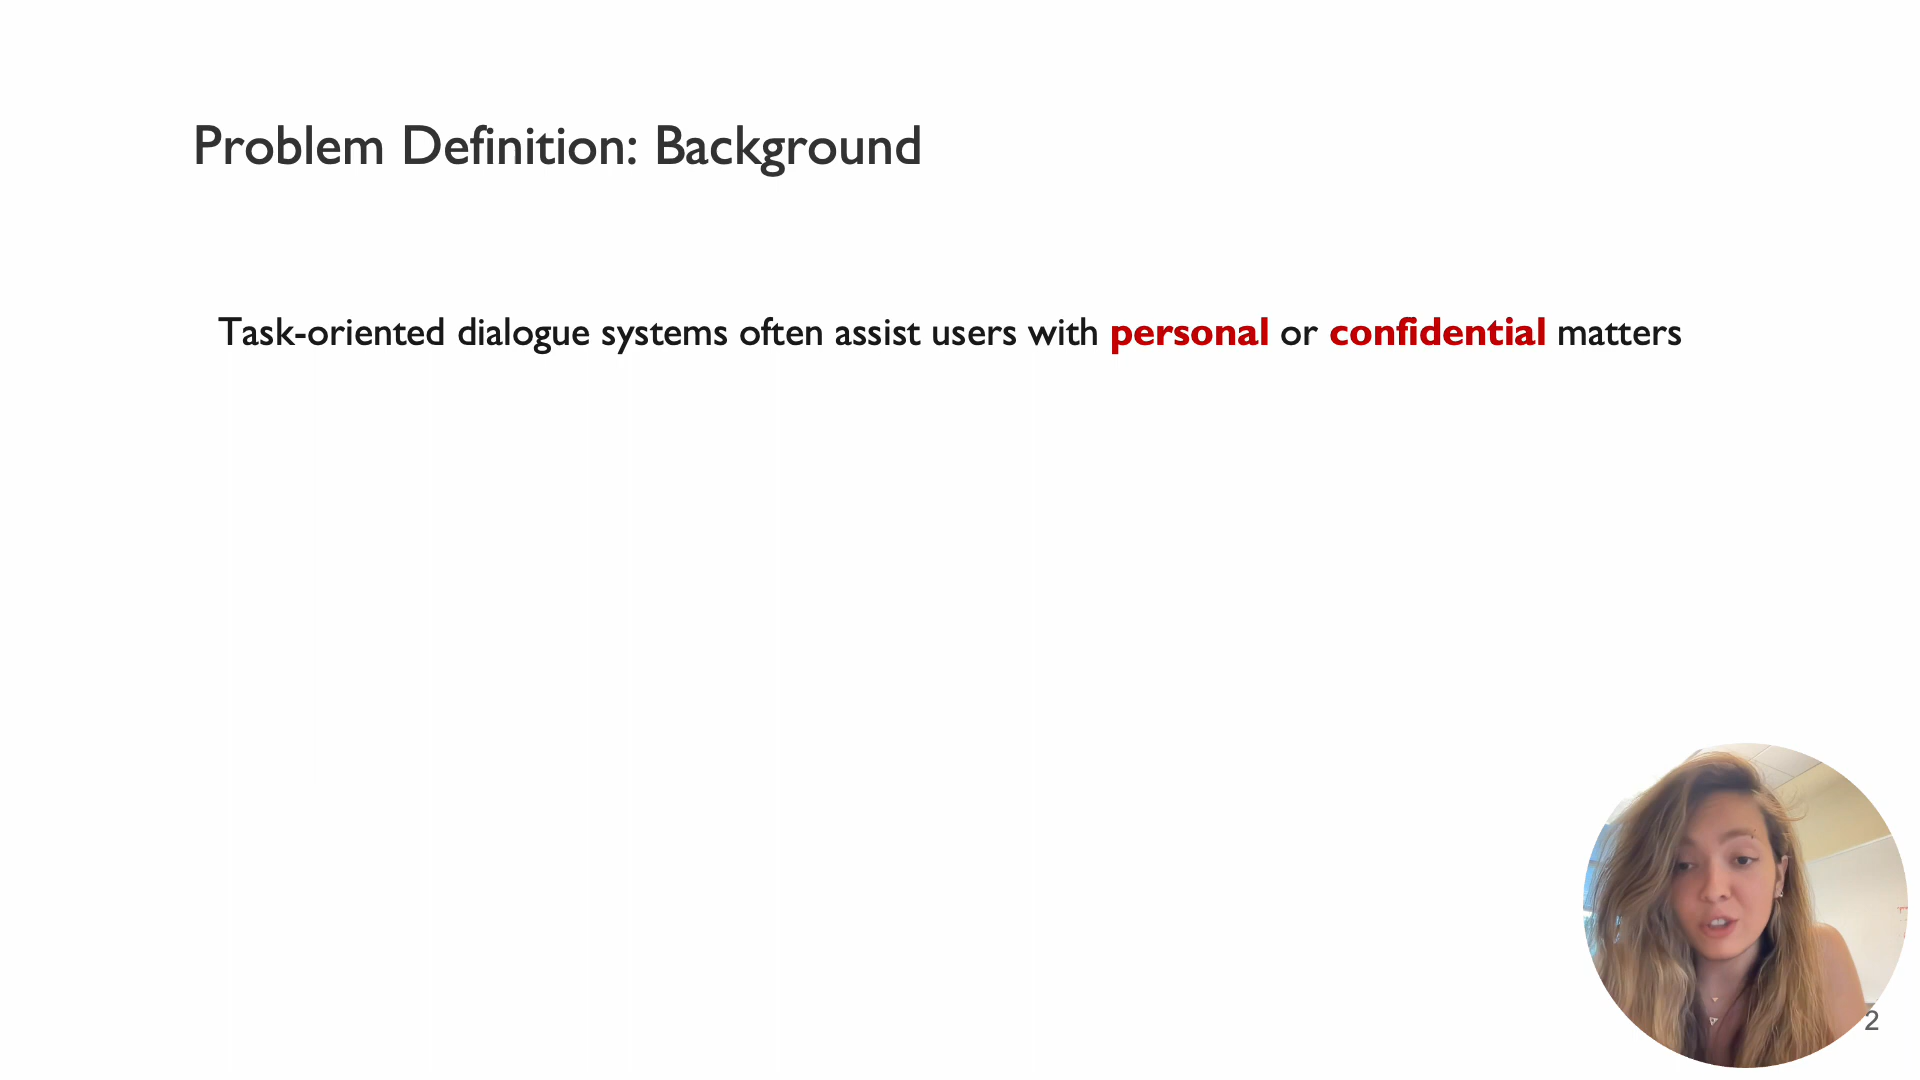 Problem Definition: Background
Task-oriented dialogue systems often assist users with personal or confidential matters
2